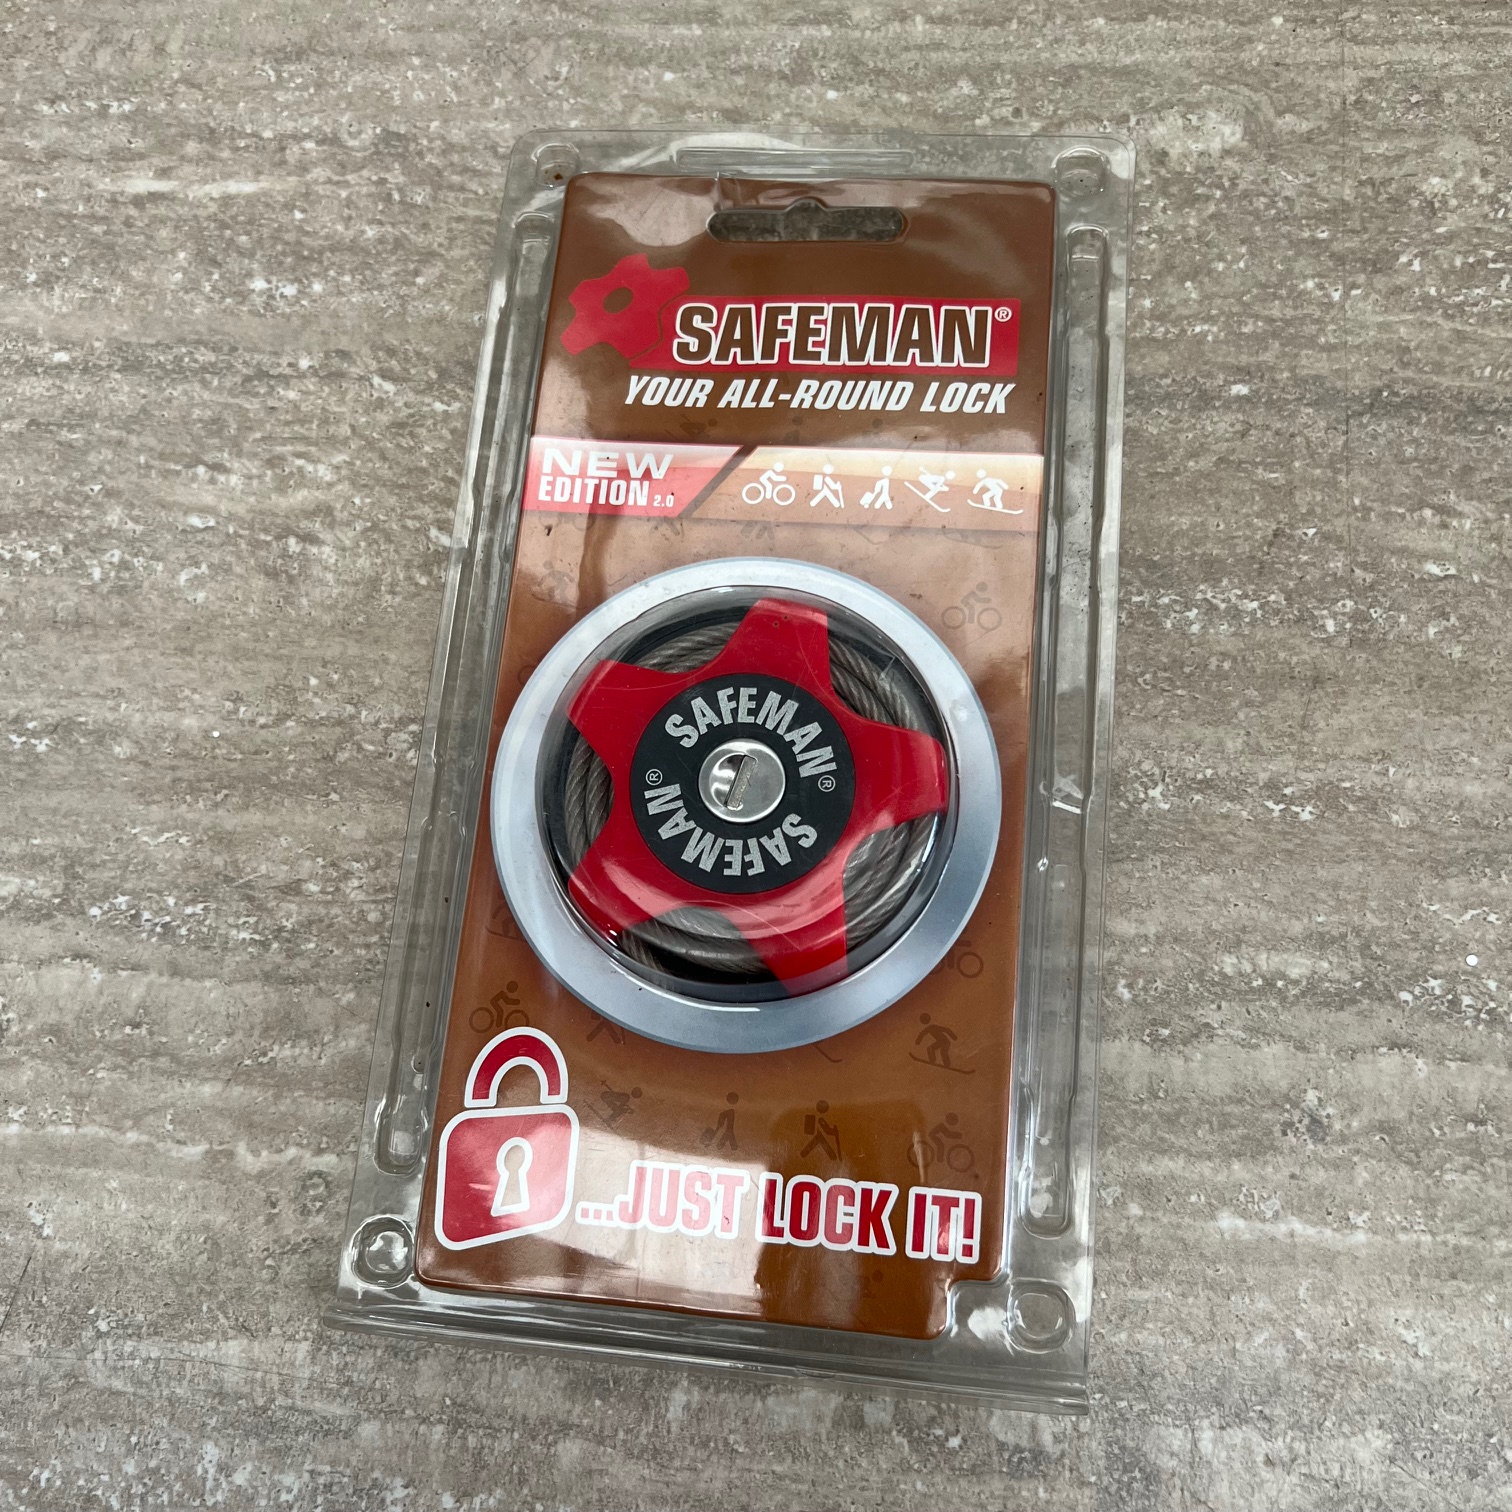 SAFEMAN®
YOUR ALL-ROUND LOCK
NEW
EDITION 2.0
SAFEMAN®
SAFEMAN®
...JUST LOCK IT!